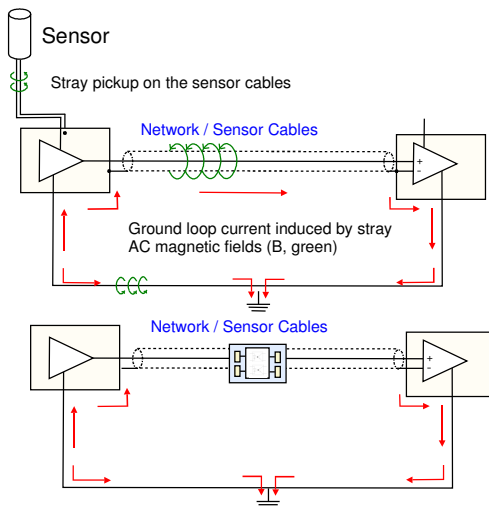 Sensor
Stray pickup on the sensor cables
Network / Sensor Cables
+
-
Ground loop current induced by stray
AC magnetic fields (B, green)
Network / Sensor Cables
+
-